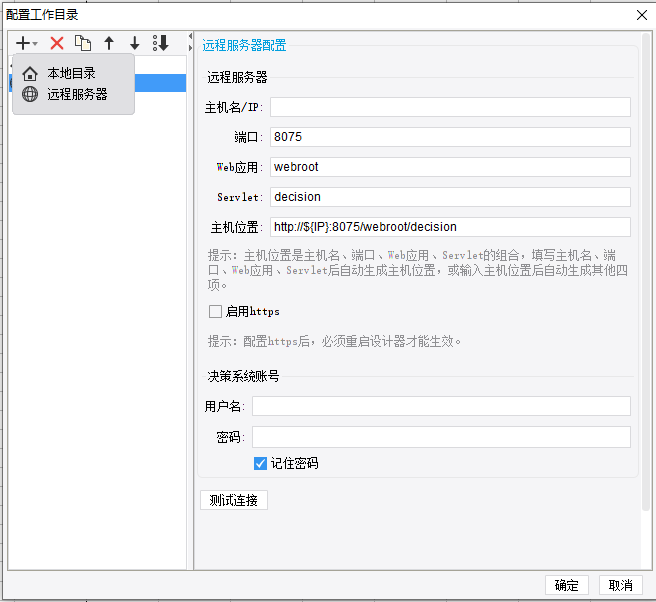 配置工作目录
本地目录
远程服务器
远程服务器配置
远程服务器
主机名/IP:
端口: 8075
Web应用: webroot
Servlet: decision
主机位置: http://${IP}:8075/webroot/decision
提示: 主机位置是主机名、端口、Web应用、Servlet的组合，填写主机名、端
口、Web应用、Servlet后自动生成主机位置，或输入主机位置后自动生成其他四
项。
启用https
提示: 配置https后，必须重启设计器才能生效。
决策系统账号
用户名:
密码:
记住密码
测试连接
确定 取消